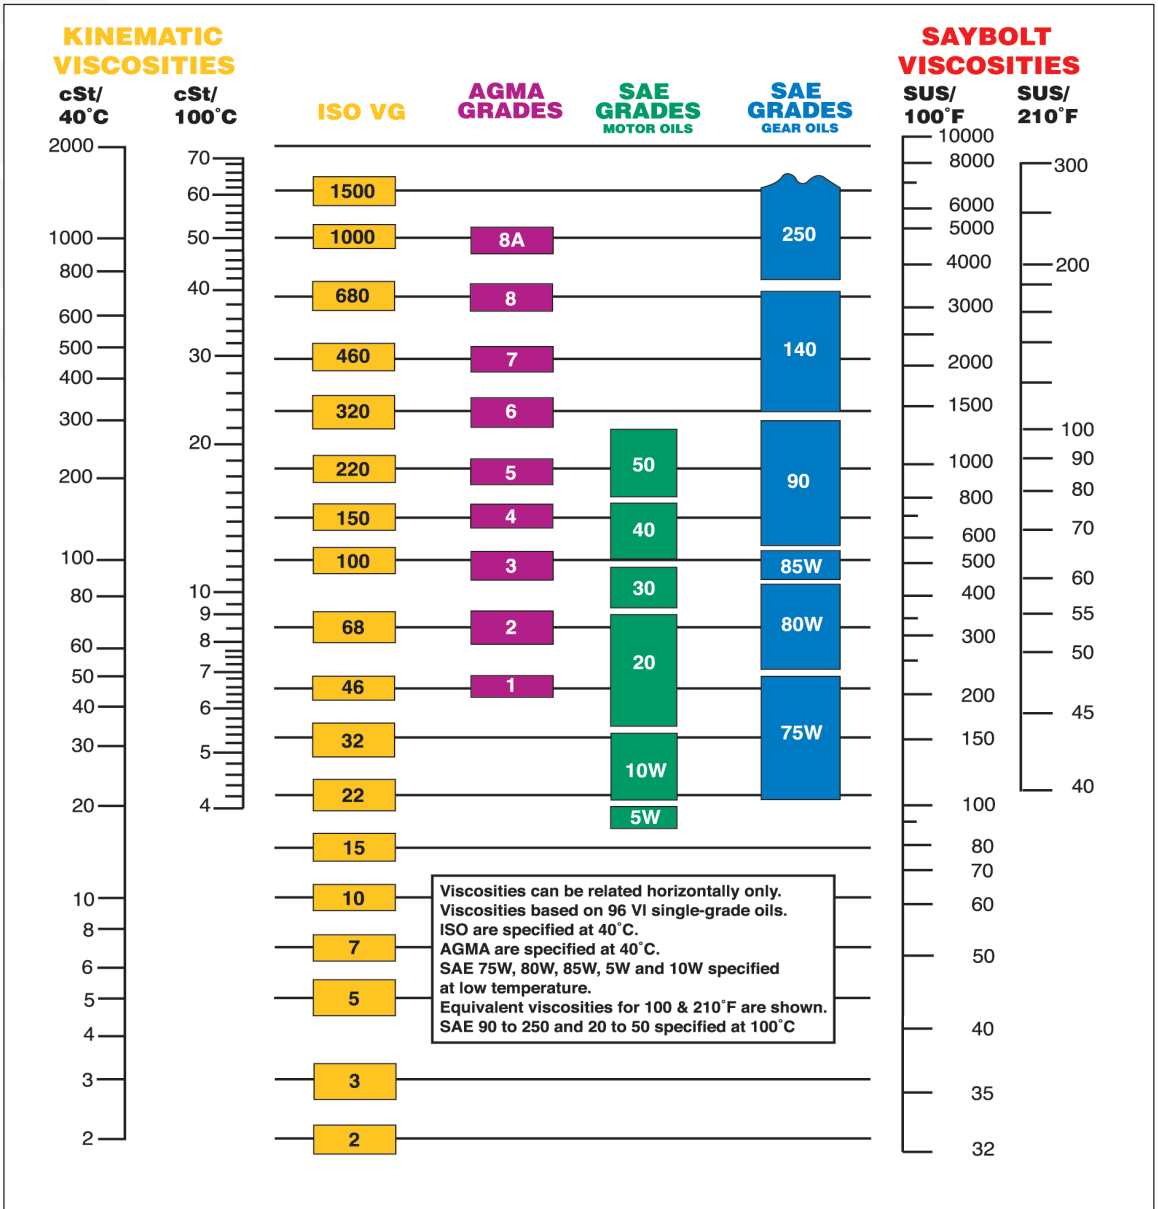 KINEMATIC
VISCOSITIES
SAYBOLT
VISCOSITIES
cSt/
40°C
cSt/
100°C
ISO VG
AGMA
GRADES
SAE
GRADES
MOTOR OILS
SAE
GRADES
GEAR OILS
SUS/
100°F
SUS/
210°F
2000
1000
800
600
500
400
300
200
100
80
60
50
40
30
20
10
8
6
5
4
3
2
70
60
50
40
30
20
10
9
8
7
6
5
4
1500
1000
680
460
320
220
150
100
68
46
32
22
15
10
7
5
3
2
8A
8
7
6
5
4
3
2
1
50
40
30
20
10W
5W
250
140
90
85W
80W
75W
10000
8000
6000
5000
4000
3000
2000
1500
1000
800
600
500
400
300
200
150
100
80
70
60
50
40
35
32
300
200
100
90
80
70
60
55
50
45
40
Viscosities can be related horizontally only.
Viscosities based on 96 VI single-grade oils.
ISO are specified at 40°C.
AGMA are specified at 40°C.
SAE 75W, 80W, 85W, 5W and 10W specified
at low temperature.
Equivalent viscosities for 100 & 210°F are shown.
SAE 90 to 250 and 20 to 50 specified at 100°C